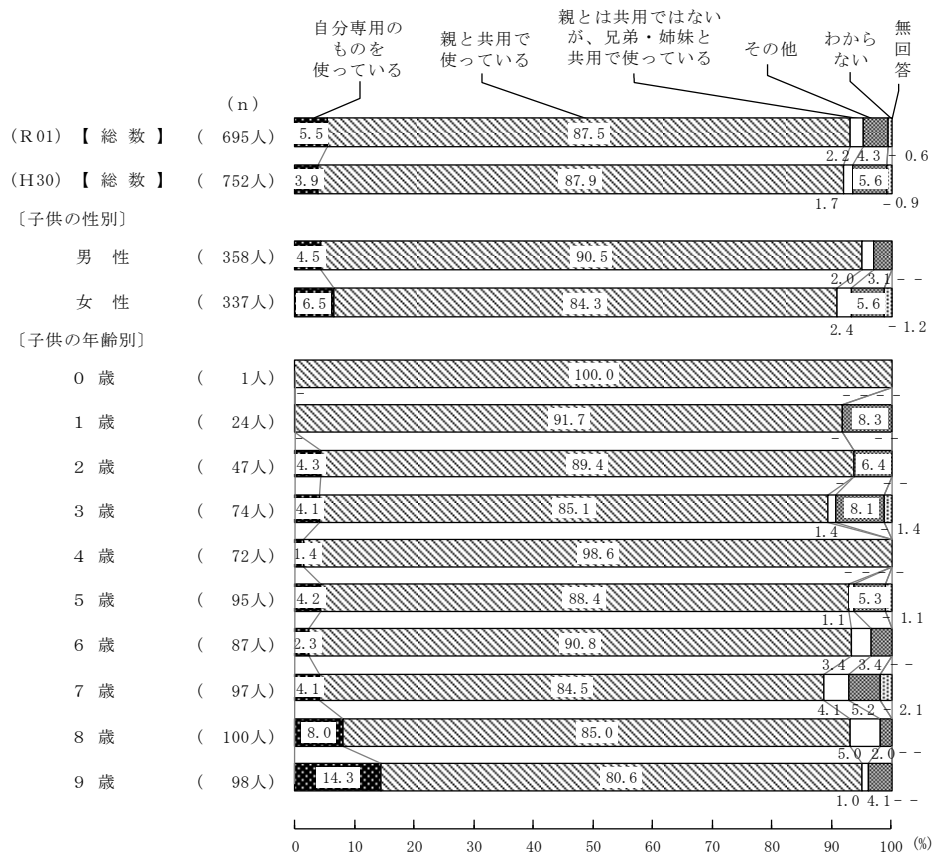 自分専用の
ものを
使っている
親と共用で
使っている
親とは共用ではない
が、兄弟・姉妹と
共用で使っている
その他
わから
ない
無
回
答
(n)
(R01)【総数】 ( 695人) 5.5 87.5
2.2 4.3 - 0.6
(H30)【総数】 ( 752人) 3.9 87.9 5.6
1.7 - 0.9
〔子供の性別〕
男 性 ( 358人) 4.5 90.5
2.0 3.1 - -
女 性 ( 337人) 6.5 84.3 5.6
2.4 - 1.2
〔子供の年齢別〕
0 歳 ( 1人) 100.0
- - - - -
1 歳 ( 24人) 91.7 8.3
- - - -
2 歳 ( 47人) 4.3 89.4 6.4
- - -
3 歳 ( 74人) 4.1 85.1 8.1
1.4 - 1.4
4 歳 ( 72人) 1.4 98.6
- - - -
5 歳 ( 95人) 4.2 88.4 5.3
1.1 - 1.1
6 歳 ( 87人) 2.3 90.8
3.4 3.4 - -
7 歳 ( 97人) 4.1 84.5
4.1 5.2 - 2.1
8 歳 ( 100人) 8.0 85.0
5.0 2.0 - -
9 歳 ( 98人) 14.3 80.6
1.0 4.1 - -
0 10 20 30 40 50 60 70 80 90 100 (%)